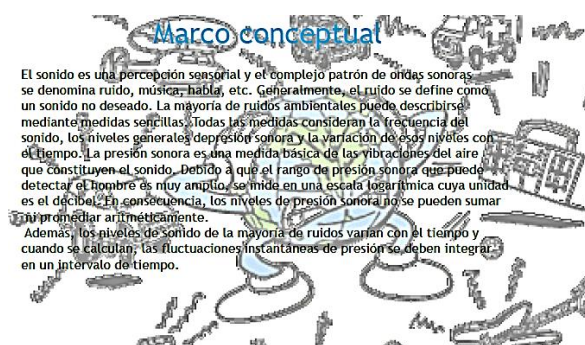 Marco conceptual
El sonido es una percepción sensorial y el complejo patrón de ondas sonoras
se denomina ruido, música, habla, etc. Generalmente, el ruido se define como
un sonido no deseado. La mayoría de ruidos ambientales puede describirse
mediante medidas sencillas. Todas las medidas consideran la frecuencia del
sonido, los niveles generales depresión sonora y la variación de esos niveles con
el tiempo. La presión sonora es una medida básica de las vibraciones del aire
que constituyen el sonido. Debido a que el rango de presión sonora que puede
detectar el hombre es muy amplio, se mide en una escala logarítmica cuya unidad
es el decibel. En consecuencia, los niveles de presión sonora no se pueden sumar
ni promediar aritméticamente.
Además, los niveles de sonido de la mayoría de ruidos varían con el tiempo y
cuando se calculan, las fluctuaciones instantáneas de presión se deben integrar
en un intervalo de tiempo.